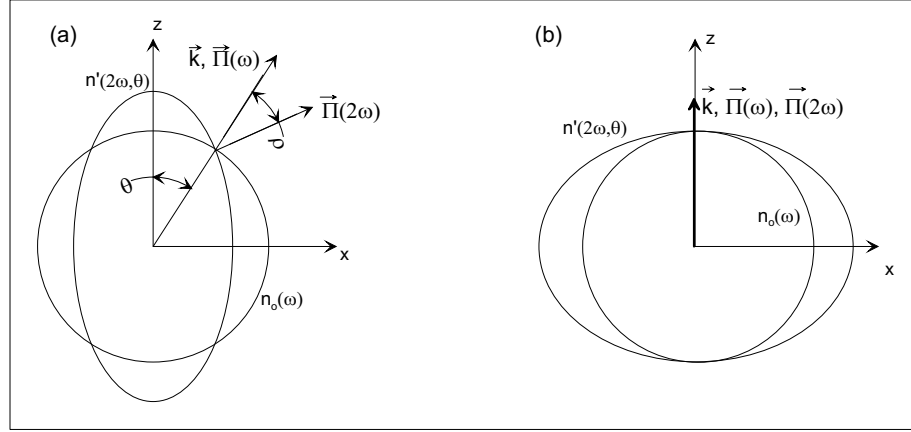 (a)
z
n'(2ω,θ)
k⃗, Π⃗(ω)
Π⃗(2ω)
ρ
θ
x
nₒ(ω)
(b)
z
k⃗, Π⃗(ω), Π⃗(2ω)
n'(2ω,θ)
nₒ(ω)
x